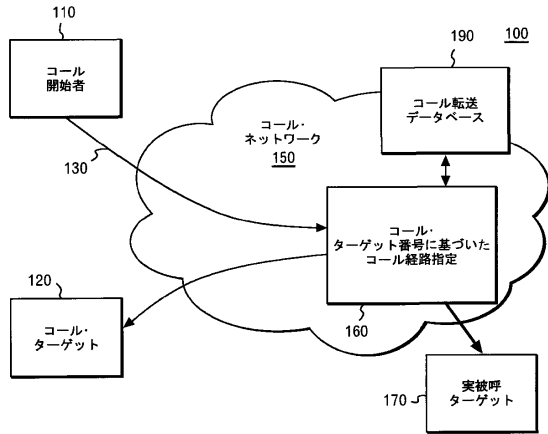 110
コール
開始者
130
コール・
ネットワーク
150
190
100
コール転送
データベース
コール・
ターゲット番号に基づいた
コール経路指定
160
120
コール・
ターゲット
170
実被呼
ターゲット